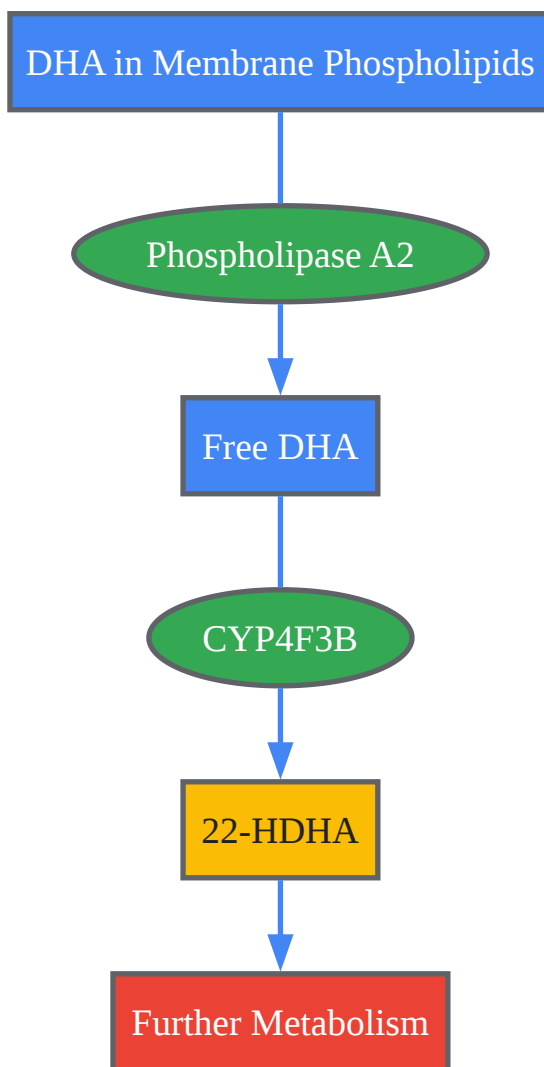 DHA in Membrane Phospholipids
Phospholipase A2
Free DHA
CYP4F3B
22-HDHA
Further Metabolism